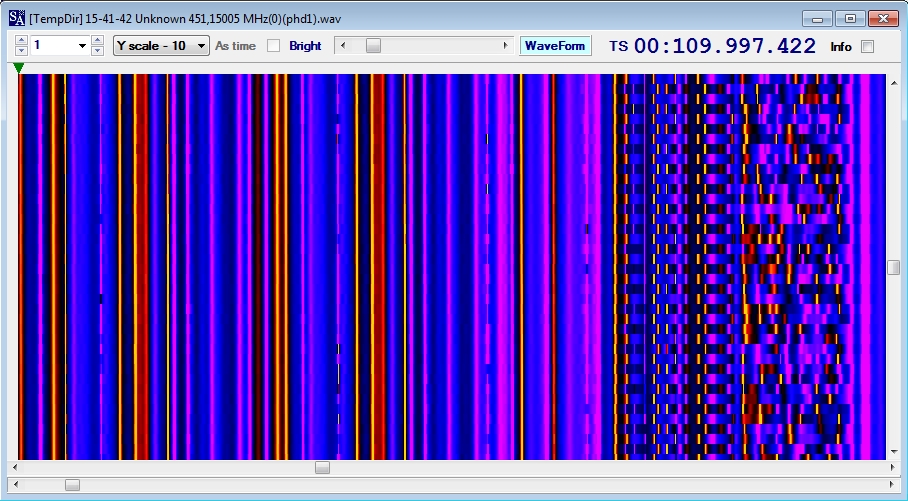 SA [TempDir] 15-41-42 Unknown 451,15005 MHz(0)(phd1).wav
1 Y scale - 10 As time Bright WaveForm TS 00:109.997.422 Info